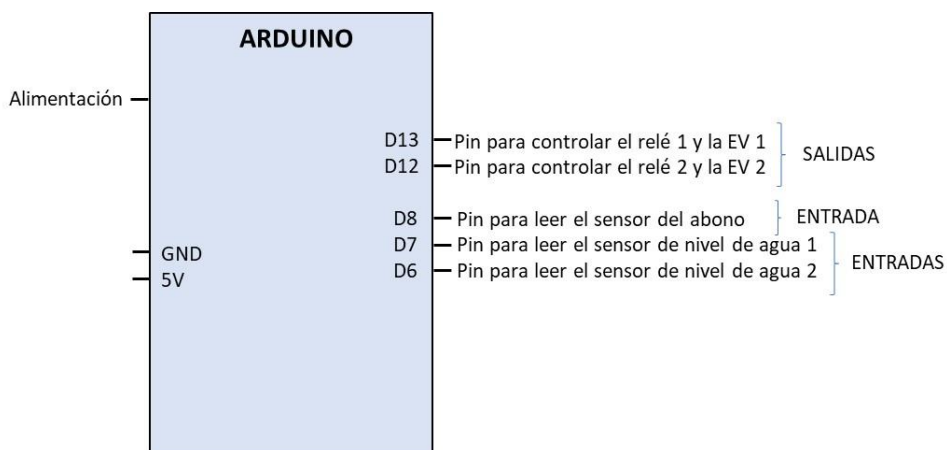 ARDUINO
Alimentación
D13 Pin para controlar el relé 1 y la EV 1
SALIDAS
D12 Pin para controlar el relé 2 y la EV 2
D8 Pin para leer el sensor del abono
ENTRADA
D7 Pin para leer el sensor de nivel de agua 1
D6 Pin para leer el sensor de nivel de agua 2
ENTRADAS
GND
5V